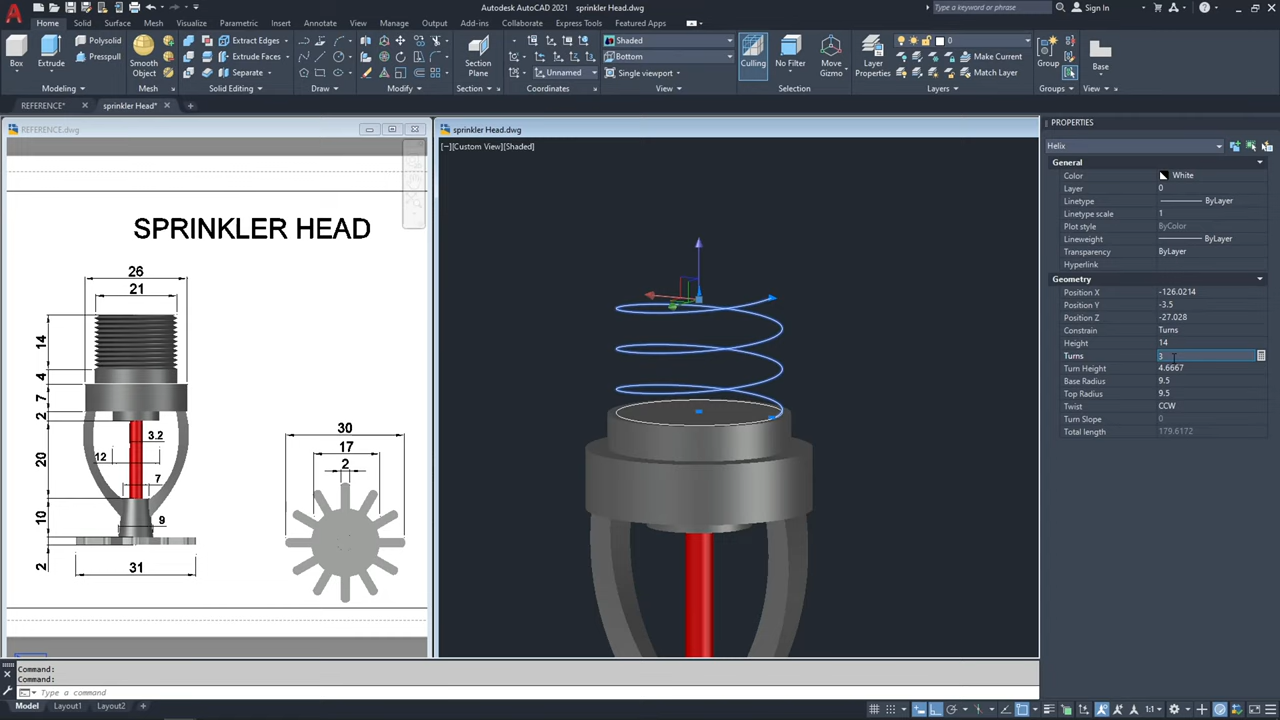 Autodesk AutoCAD 2021 sprinkler Head.dwg
Type a keyword or phrase
Sign In
Home Solid Surface Mesh Visualize Parametric Insert Annotate View Manage Output Add-ins Collaborate Express Tools Featured Apps
Box
Extrude
Polysolid
Presspull
Smooth
Object
Extract Edges
Extrude Faces
Separate
Section
Plane
Unnamed
Shaded
Bottom
Single viewport
Culling
No Filter
Move
Gizmo
Layer
Properties
0
Make Current
Match Layer
Group
Base
Modeling Mesh Solid Editing Draw Modify Section Coordinates View Selection Layers Groups View
REFERENCE* sprinkler Head*
REFERENCE.dwg
SPRINKLER HEAD
26
21
14
4
7
2
3.2
20
12
7
10
9
2
31
30
17
2
sprinkler Head.dwg
[−][Custom View][Shaded]
PROPERTIES
Helix
General
Color White
Layer 0
Linetype ByLayer
Linetype scale 1
Plot style ByColor
Lineweight ByLayer
Transparency ByLayer
Hyperlink
Geometry
Position X -126.0214
Position Y -3.5
Position Z -27.028
Constrain Turns
Height 14
Turns 3
Turn Height 4.6667
Base Radius 9.5
Top Radius 9.5
Twist CCW
Turn Slope 0
Total length 179.6172
Command:
Command:
Type a command
Model Layout1 Layout2
1:1